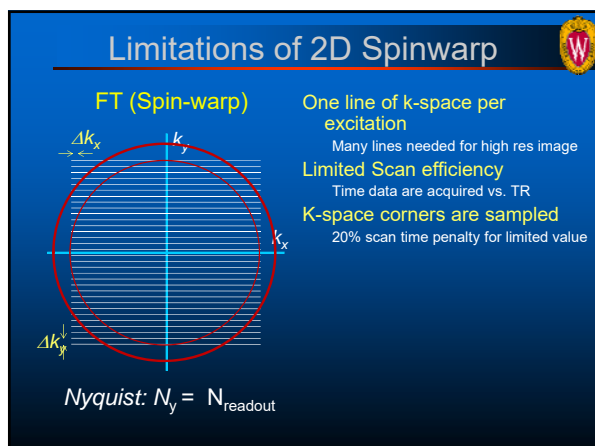 Limitations of 2D Spinwarp
W
FT (Spin-warp)
Δkx
ky
kx
Δky
Nyquist: Ny = Nreadout
One line of k-space per
excitation
Many lines needed for high res image
Limited Scan efficiency
Time data are acquired vs. TR
K-space corners are sampled
20% scan time penalty for limited value